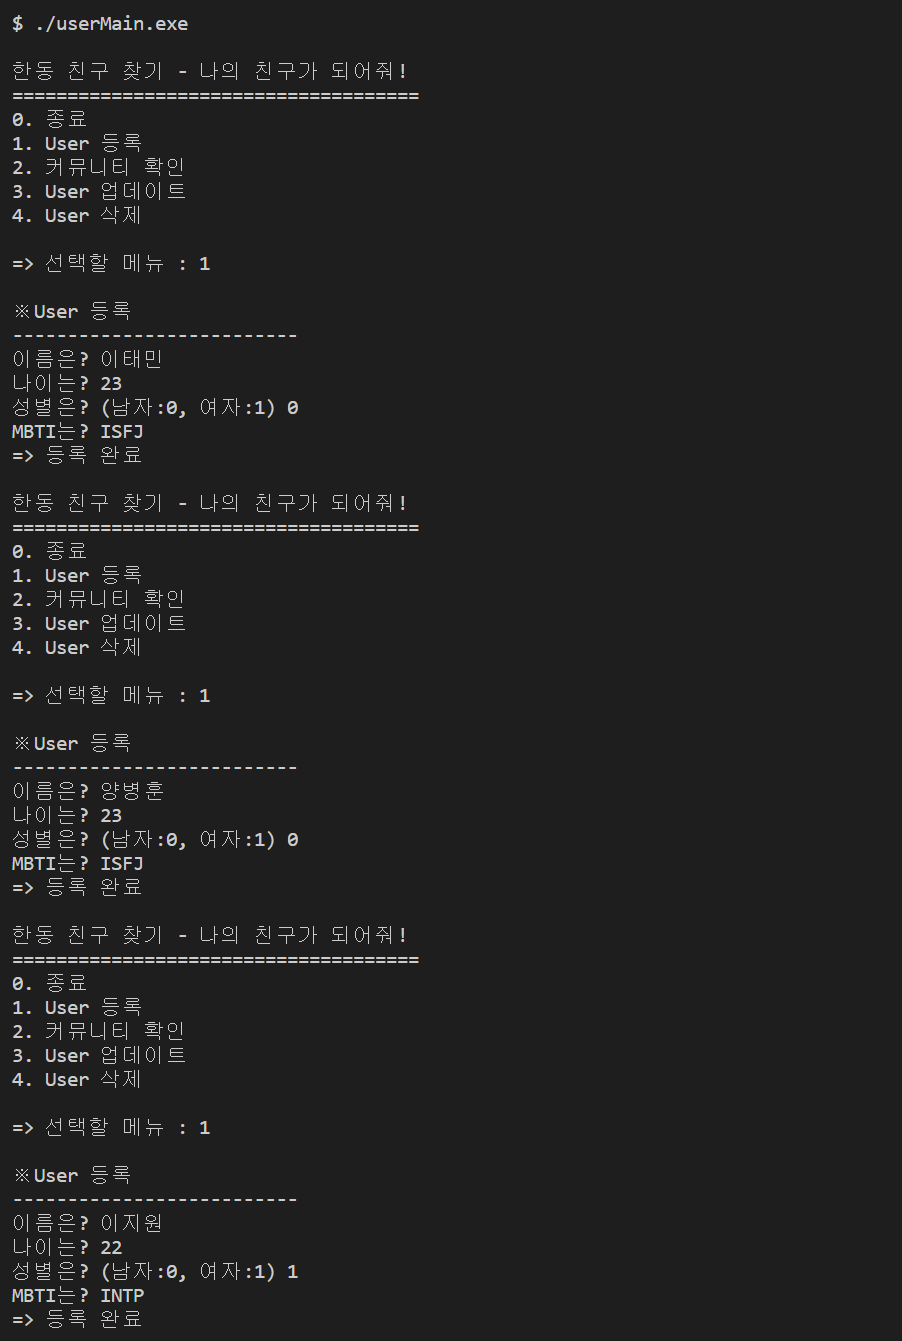 $ ./userMain.exe
한동 친구 찾기 - 나의 친구가 되어줘!
=====================================
0. 종료
1. User 등록
2. 커뮤니티 확인
3. User 업데이트
4. User 삭제
=> 선택할 메뉴 : 1
※User 등록
--------------------------
이름은? 이태민
나이는? 23
성별은? (남자:0, 여자:1) 0
MBTI는? ISFJ
=> 등록 완료
한동 친구 찾기 - 나의 친구가 되어줘!
=====================================
0. 종료
1. User 등록
2. 커뮤니티 확인
3. User 업데이트
4. User 삭제
=> 선택할 메뉴 : 1
※User 등록
--------------------------
이름은? 양병훈
나이는? 23
성별은? (남자:0, 여자:1) 0
MBTI는? ISFJ
=> 등록 완료
한동 친구 찾기 - 나의 친구가 되어줘!
=====================================
0. 종료
1. User 등록
2. 커뮤니티 확인
3. User 업데이트
4. User 삭제
=> 선택할 메뉴 : 1
※User 등록
--------------------------
이름은? 이지원
나이는? 22
성별은? (남자:0, 여자:1) 1
MBTI는? INTP
=> 등록 완료